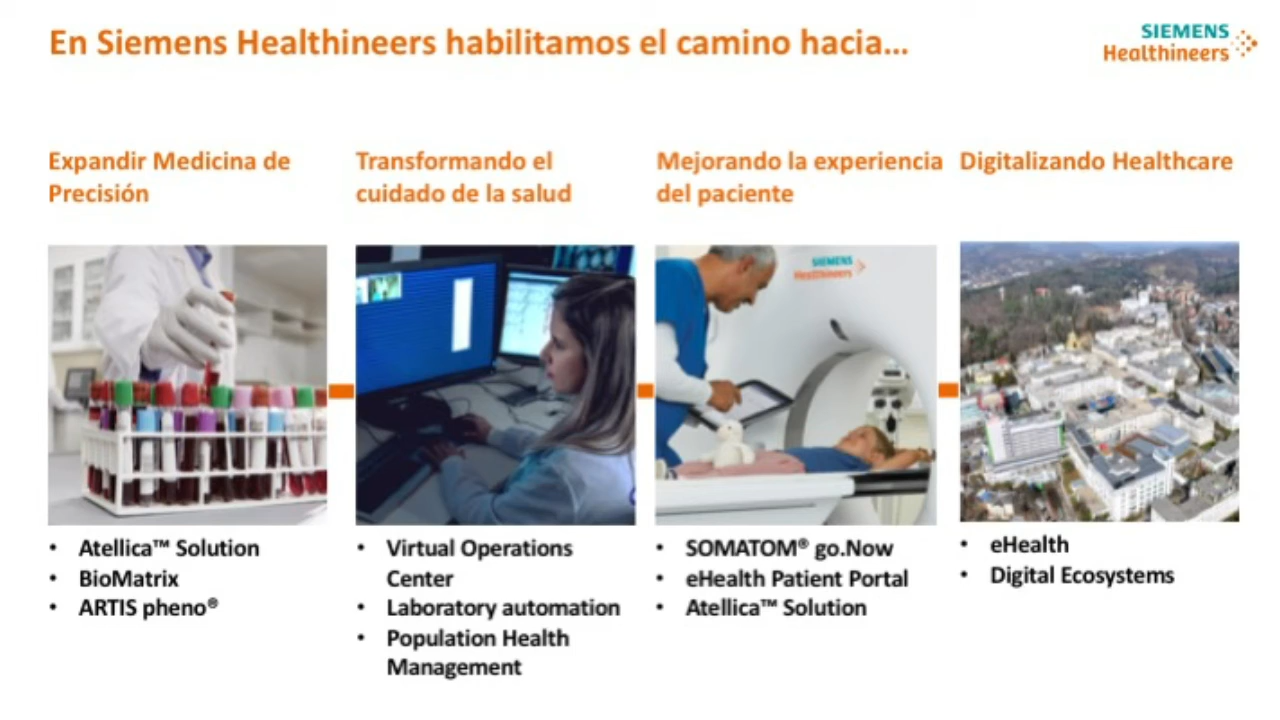 En Siemens Healthineers habilitamos el camino hacia...
SIEMENS
Healthineers
Expandir Medicina de
Precisión
Transformando el
cuidado de la salud
Mejorando la experiencia
del paciente
Digitalizando Healthcare
SIEMENS
Healthineers
• Atellica™ Solution
• BioMatrix
• ARTIS pheno®
• Virtual Operations
Center
• Laboratory automation
• Population Health
Management
• SOMATOM® go.Now
• eHealth Patient Portal
• Atellica™ Solution
• eHealth
• Digital Ecosystems